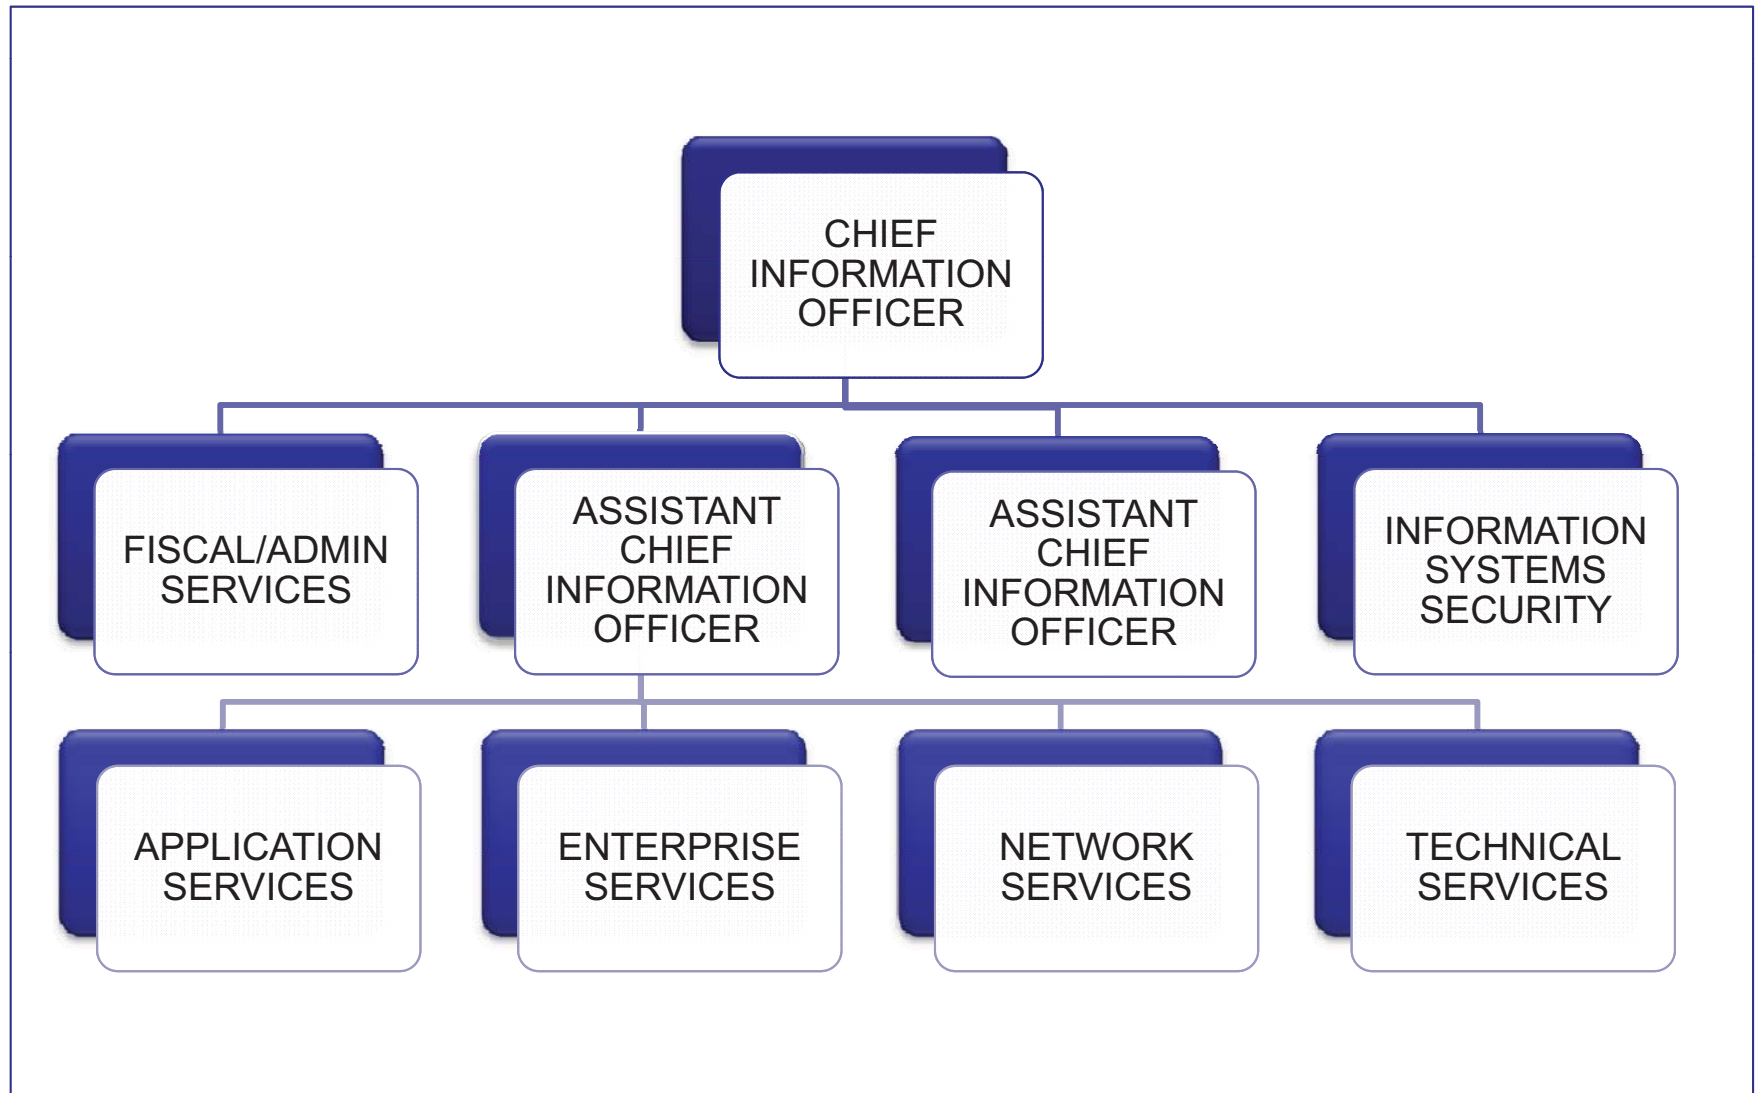 CHIEF
INFORMATION
OFFICER
FISCAL/ADMIN
SERVICES
ASSISTANT
CHIEF
INFORMATION
OFFICER
ASSISTANT
CHIEF
INFORMATION
OFFICER
INFORMATION
SYSTEMS
SECURITY
APPLICATION
SERVICES
ENTERPRISE
SERVICES
NETWORK
SERVICES
TECHNICAL
SERVICES